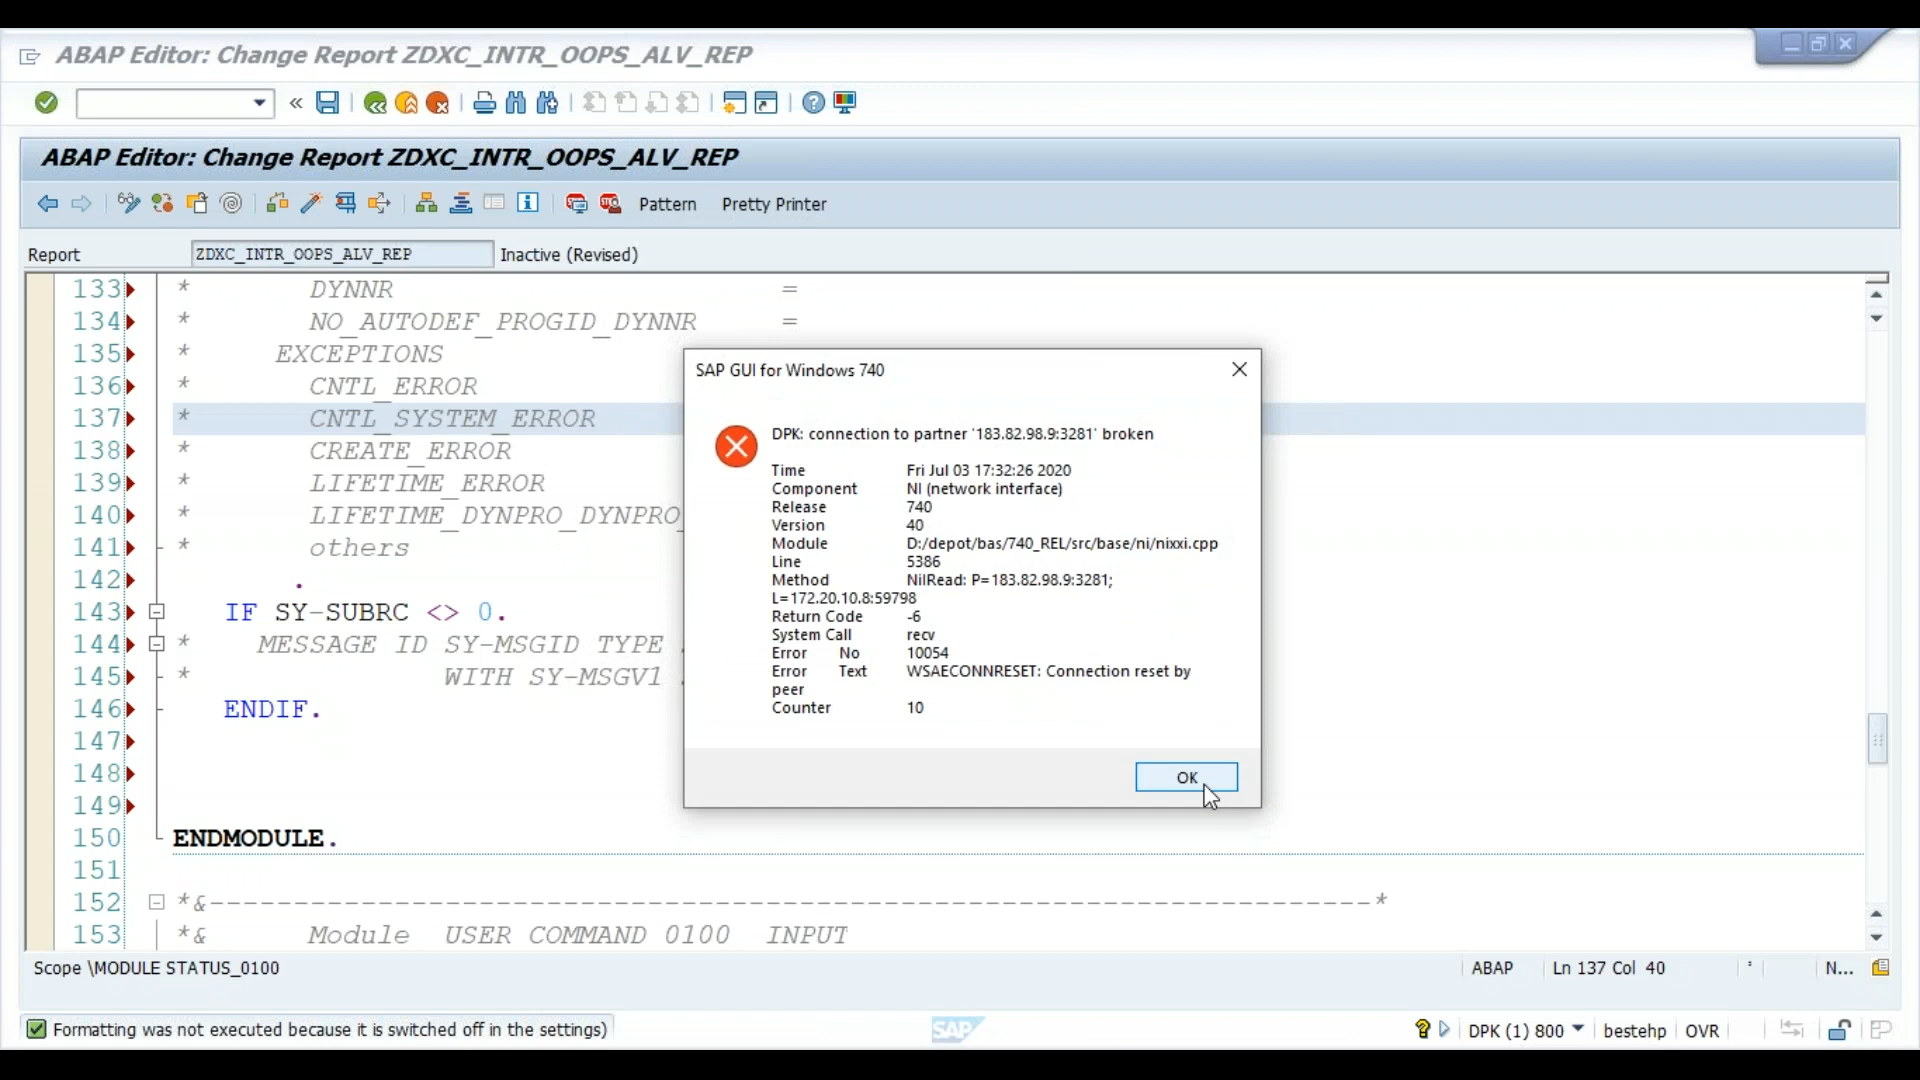 ABAP Editor: Change Report ZDXC_INTR_OOPS_ALV_REP
ABAP Editor: Change Report ZDXC_INTR_OOPS_ALV_REP
Pattern Pretty Printer
Report ZDXC_INTR_OOPS_ALV_REP Inactive (Revised)
133 * DYNNR =
134 * NO_AUTODEF_PROGID_DYNNR =
135 * EXCEPTIONS
136 * CNTL_ERROR
137 * CNTL_SYSTEM_ERROR
138 * CREATE_ERROR
139 * LIFETIME_ERROR
140 * LIFETIME_DYNPRO_DYNPRO_
141 * others
142 .
143 IF SY-SUBRC <> 0.
144 * MESSAGE ID SY-MSGID TYPE
145 * WITH SY-MSGV1
146 ENDIF.
147
148
149
150 ENDMODULE.
151
152 *&---------------------------------------------------------------------*
153 *& Module USER_COMMAND_0100 INPUT
SAP GUI for Windows 740
DPK: connection to partner '183.82.98.9:3281' broken
Time Fri Jul 03 17:32:26 2020
Component NI (network interface)
Release 740
Version 40
Module D:/depot/bas/740_REL/src/base/ni/nixxi.cpp
Line 5386
Method NiIRead: P=183.82.98.9:3281;
L=172.20.10.8:59798
Return Code -6
System Call recv
Error No 10054
Error Text WSAECONNRESET: Connection reset by
peer
Counter 10
OK
Scope \MODULE STATUS_0100 ABAP Ln 137 Col 40 N...
Formatting was not executed because it is switched off in the settings)
SAP
DPK (1) 800 bestehp OVR